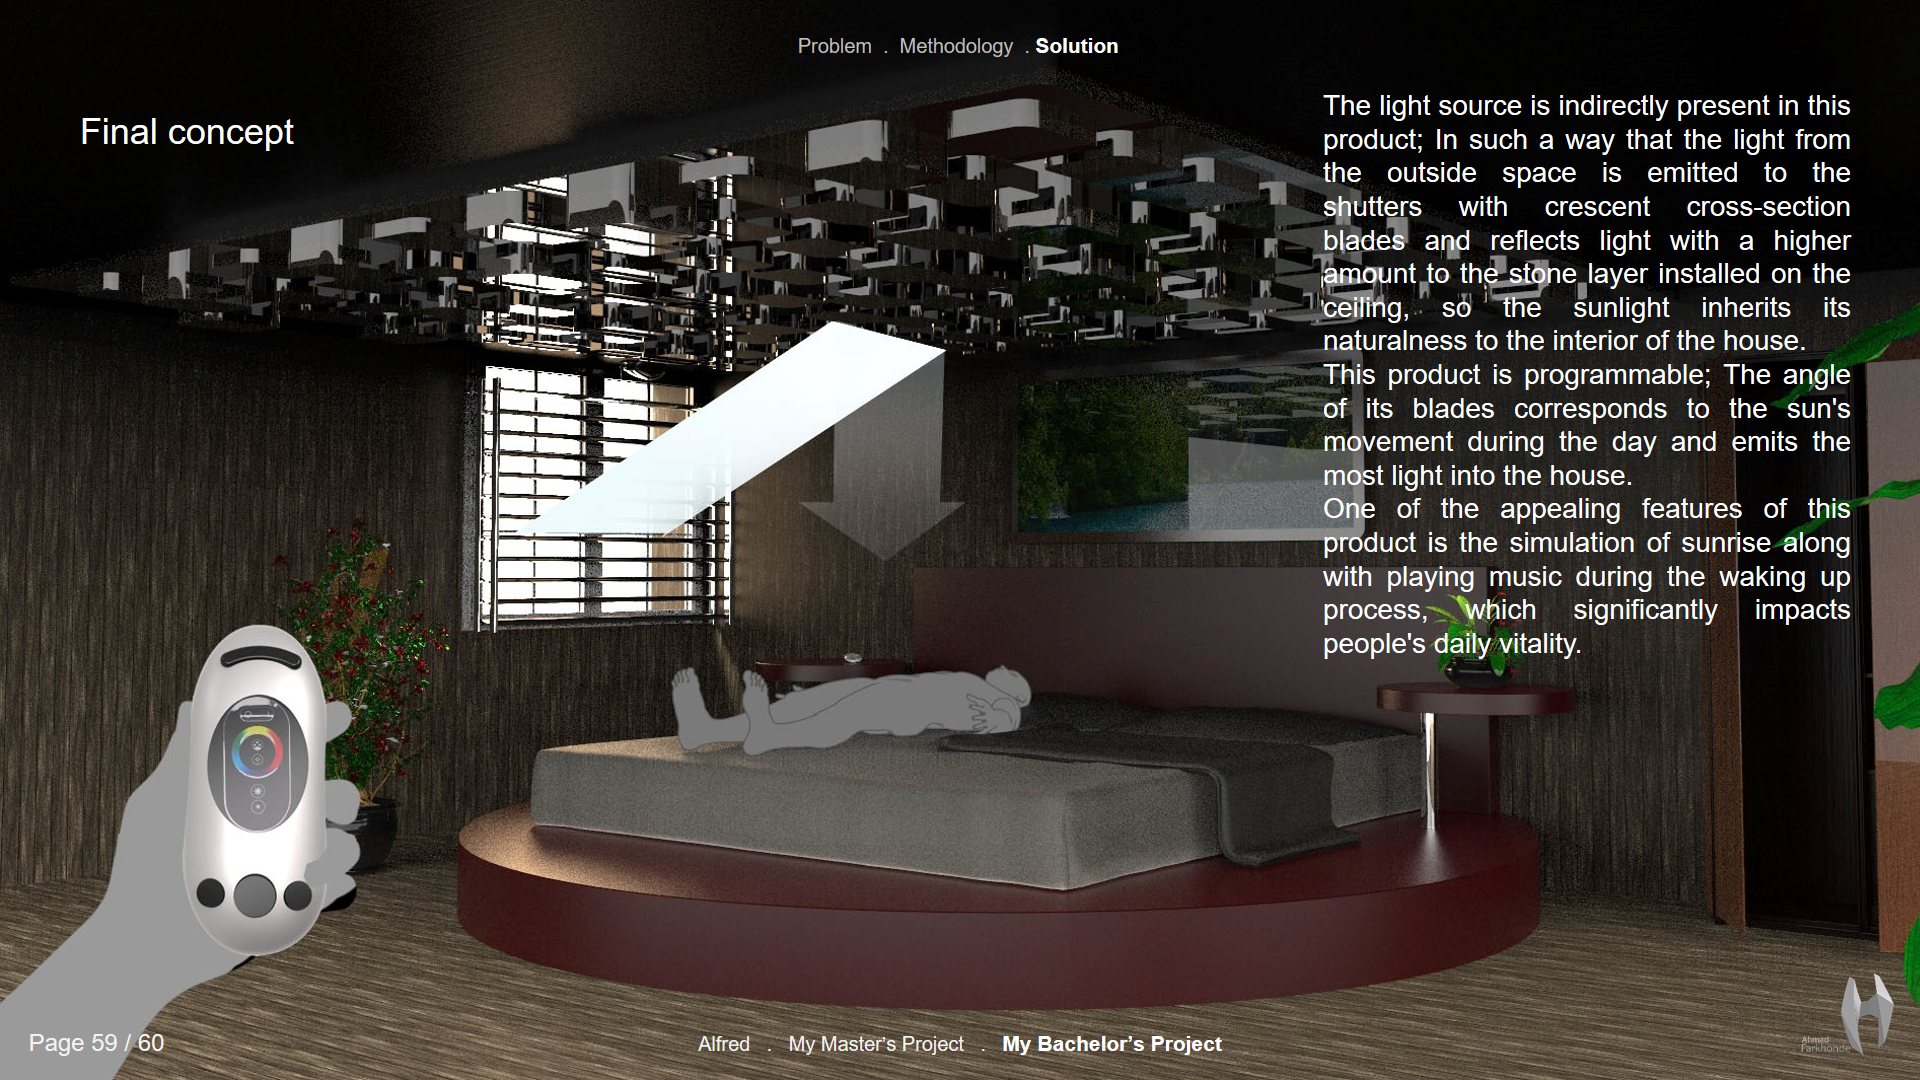 Problem . Methodology . Solution
Final concept
The light source is indirectly present in this
product; In such a way that the light from
the outside space is emitted to the
shutters with crescent cross-section
blades and reflects light with a higher
amount to the stone layer installed on the
ceiling, so the sunlight inherits its
naturalness to the interior of the house.
This product is programmable; The angle
of its blades corresponds to the sun's
movement during the day and emits the
most light into the house.
One of the appealing features of this
product is the simulation of sunrise along
with playing music during the waking up
process, which significantly impacts
people's daily vitality.
Page 59 / 60
Alfred . My Master’s Project . My Bachelor’s Project
Ahmad
Farkhonde